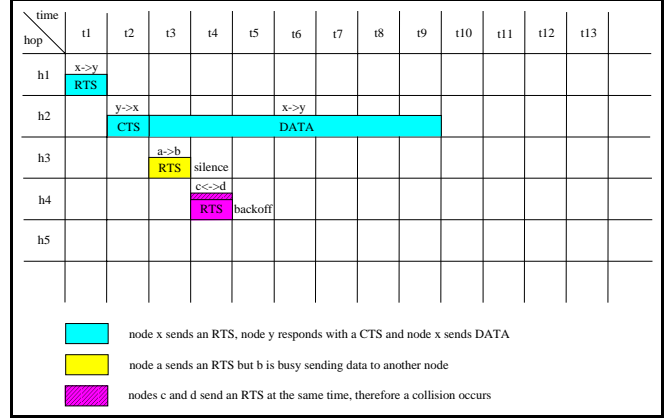 time
hop
t1 t2 t3 t4 t5 t6 t7 t8 t9 t10 t11 t12 t13
h1
x->y
RTS
h2
y->x
x->y
CTS
DATA
h3
a->b
RTS
silence
h4
c<->d
RTS
backoff
h5
node x sends an RTS, node y responds with a CTS and node x sends DATA
node a sends an RTS but b is busy sending data to another node
nodes c and d send an RTS at the same time, therefore a collision occurs